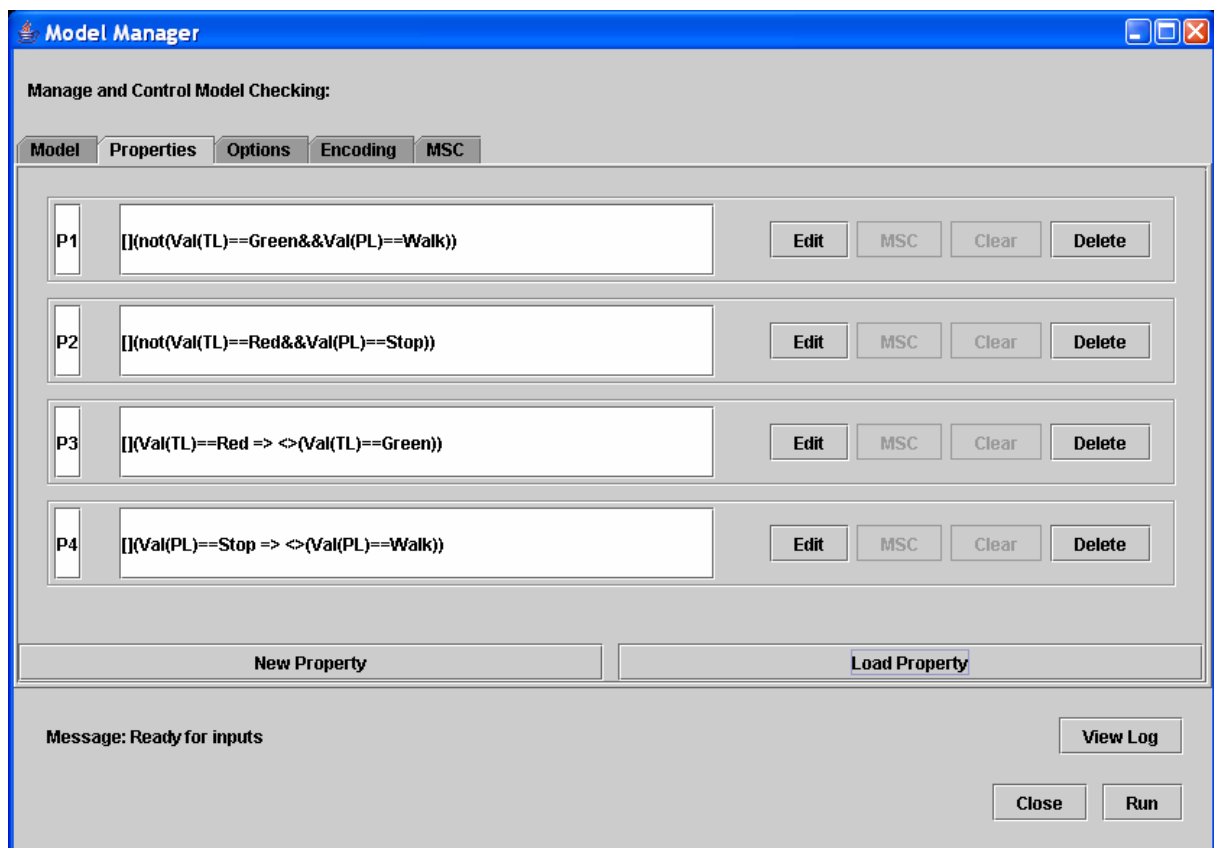 Model Manager
Manage and Control Model Checking:
Model Properties Options Encoding MSC
P1 [](not(Val(TL)==Green&&Val(PL)==Walk)) Edit MSC Clear Delete
P2 [](not(Val(TL)==Red&&Val(PL)==Stop)) Edit MSC Clear Delete
P3 [](Val(TL)==Red => <>(Val(TL)==Green)) Edit MSC Clear Delete
P4 [](Val(PL)==Stop => <>(Val(PL)==Walk)) Edit MSC Clear Delete
New Property Load Property
Message: Ready for inputs View Log
Close Run